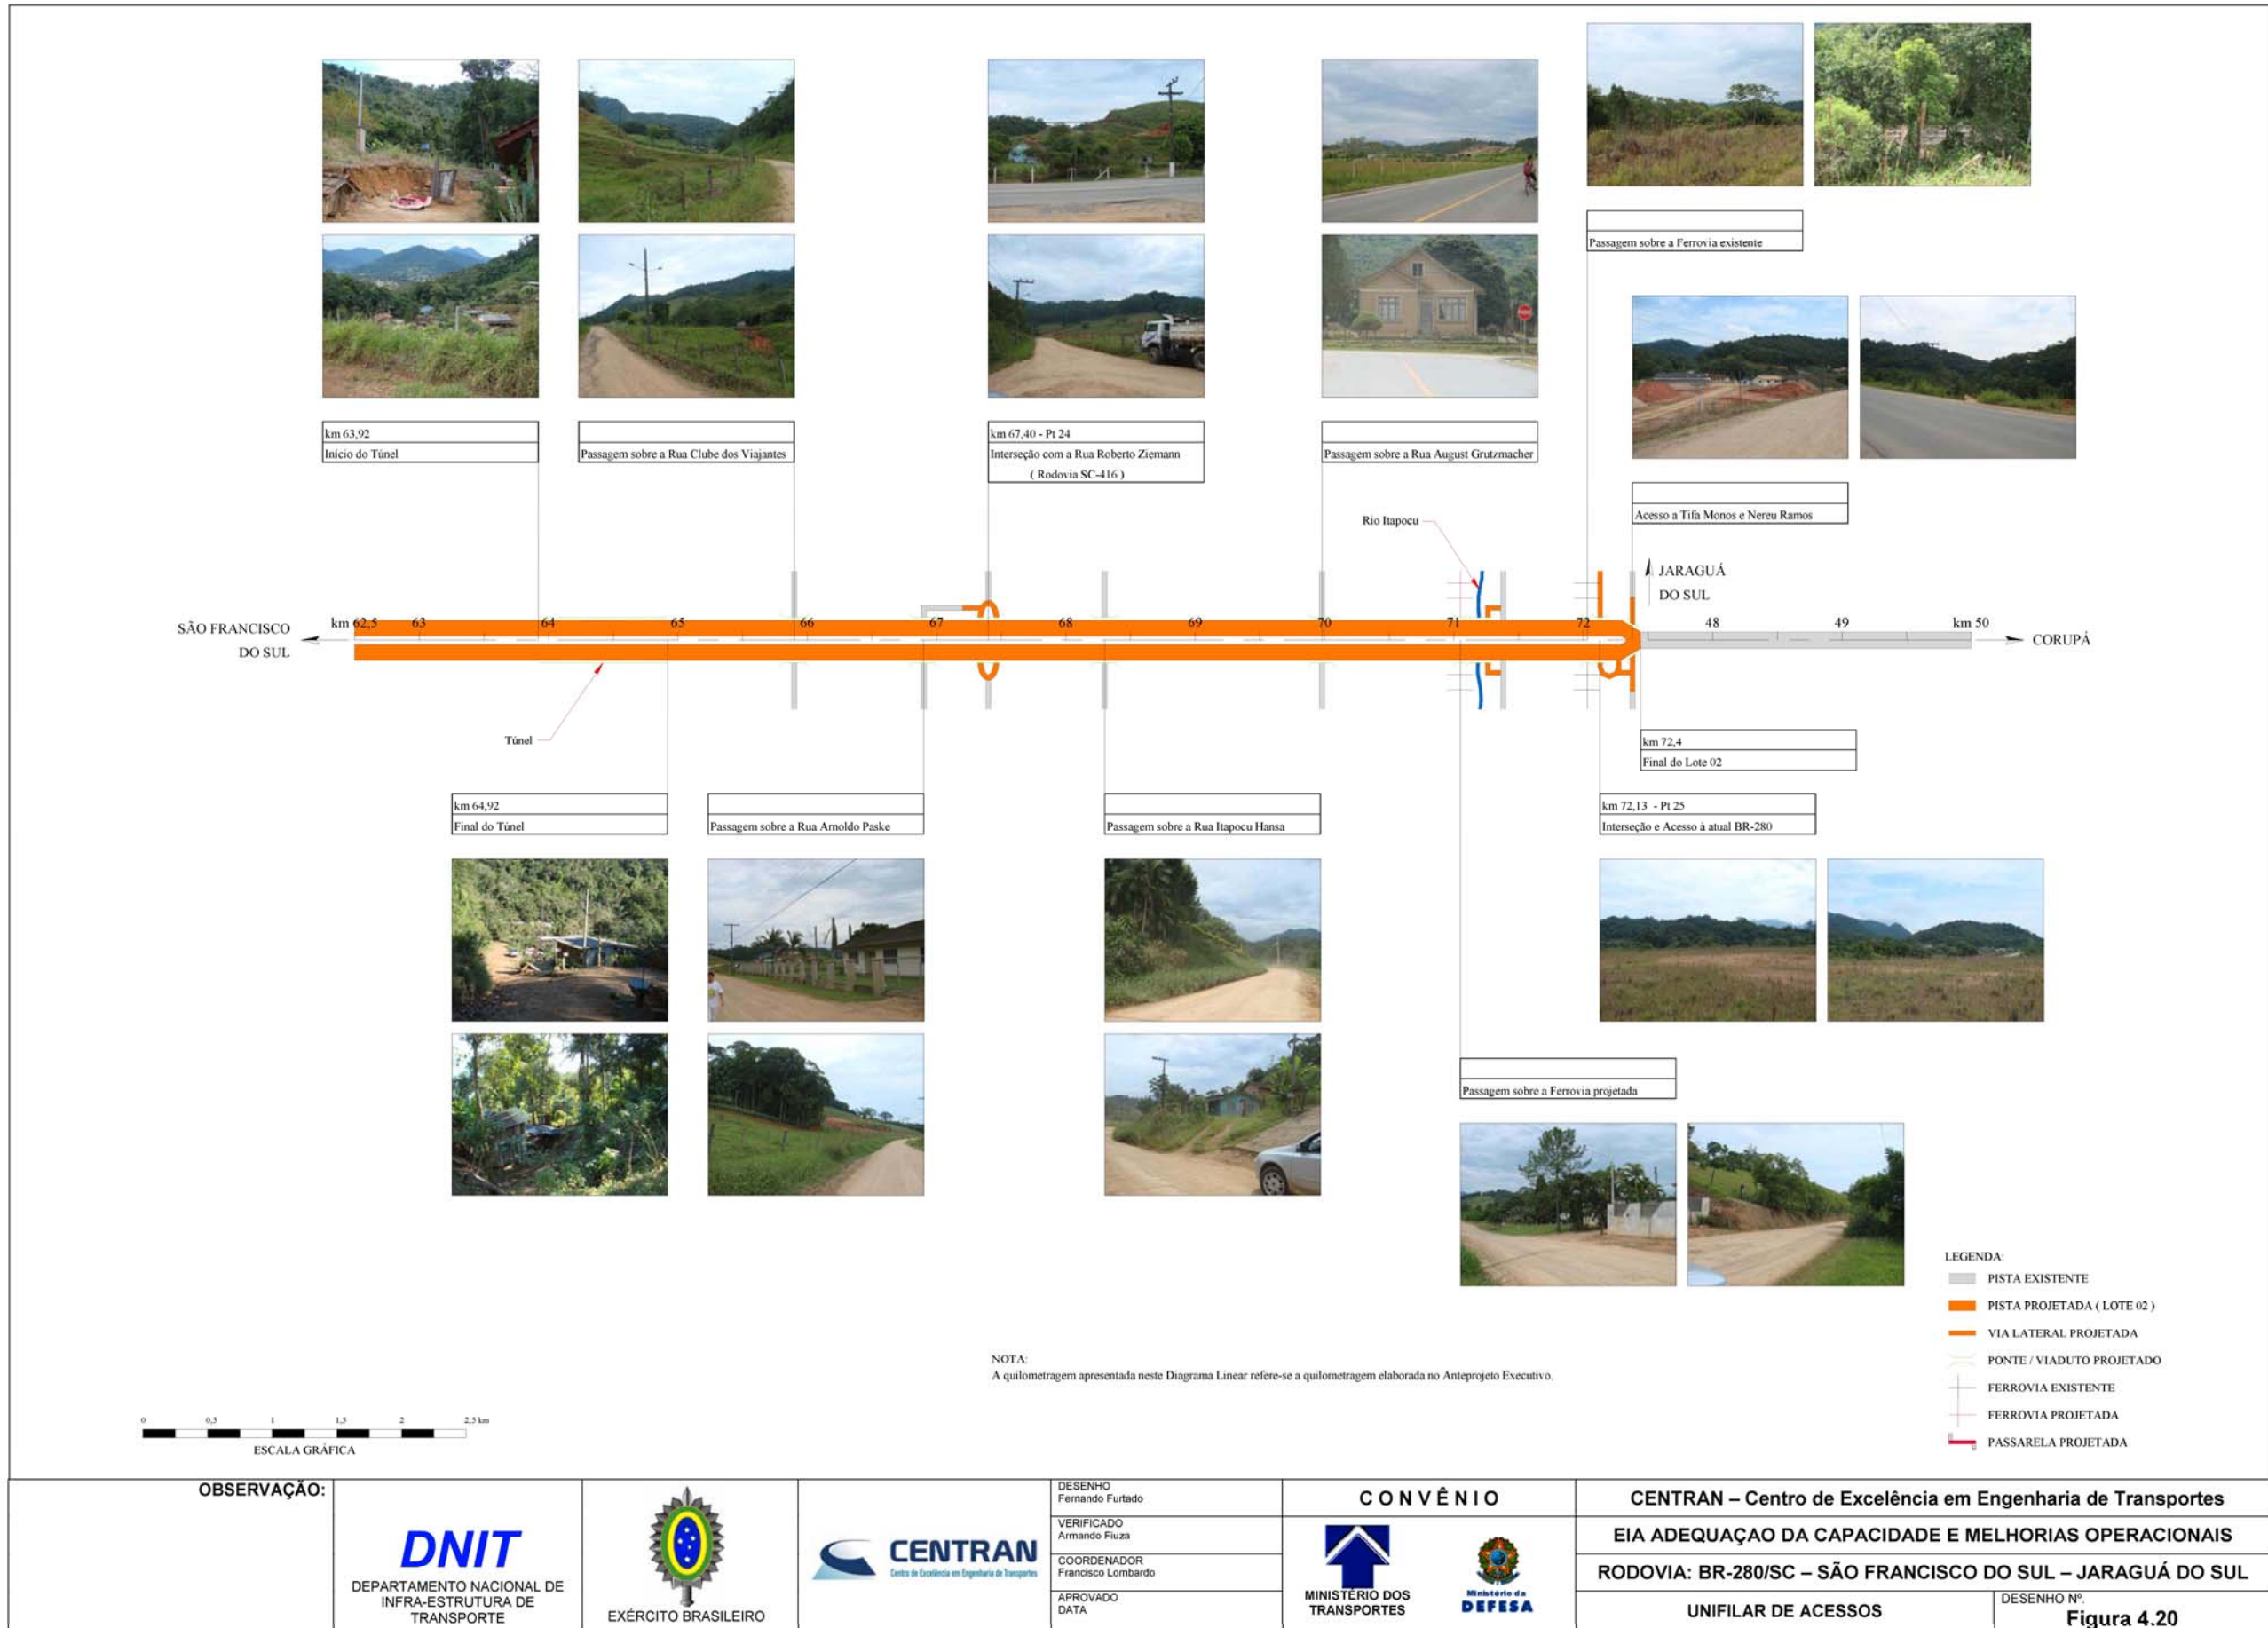 Passagem sobre a Ferrovia existente
km 63,92
Início do Túnel
Passagem sobre a Rua Clube dos Viajantes
km 67,40 - Pt 24
Interseção com a Rua Roberto Ziemann
( Rodovia SC-416 )
Passagem sobre a Rua August Grutzmacher
Acesso a Tifa Monos e Nereu Ramos
Rio Itapocu
JARAGUÁ
DO SUL
SÃO FRANCISCO
DO SUL
km 62,5 63 64 65 66 67 68 69 70 71 72 48 49 km 50
CORUPÁ
Túnel
km 72,4
Final do Lote 02
km 64,92
Final do Túnel
Passagem sobre a Rua Arnoldo Paske
Passagem sobre a Rua Itapocu Hansa
km 72,13 - Pt 25
Interseção e Acesso à atual BR-280
Passagem sobre a Ferrovia projetada
LEGENDA:
PISTA EXISTENTE
PISTA PROJETADA ( LOTE 02 )
VIA LATERAL PROJETADA
PONTE / VIADUTO PROJETADO
FERROVIA EXISTENTE
FERROVIA PROJETADA
PASSARELA PROJETADA
NOTA:
A quilometragem apresentada neste Diagrama Linear refere-se a quilometragem elaborada no Anteprojeto Executivo.
0 0,5 1 1,5 2 2,5 km
ESCALA GRÁFICA
OBSERVAÇÃO:
DNIT
DEPARTAMENTO NACIONAL DE
INFRA-ESTRUTURA DE
TRANSPORTE
EXÉRCITO BRASILEIRO
CENTRAN
Centro de Excelência em Engenharia de Transportes
DESENHO
Fernando Furtado
VERIFICADO
Armando Fiuza
COORDENADOR
Francisco Lombardo
APROVADO
DATA
CONVÊNIO
MINISTÉRIO DOS
TRANSPORTES
Ministério da
DEFESA
CENTRAN – Centro de Excelência em Engenharia de Transportes
EIA ADEQUAÇAO DA CAPACIDADE E MELHORIAS OPERACIONAIS
RODOVIA: BR-280/SC – SÃO FRANCISCO DO SUL – JARAGUÁ DO SUL
UNIFILAR DE ACESSOS
DESENHO Nº.
Figura 4.20